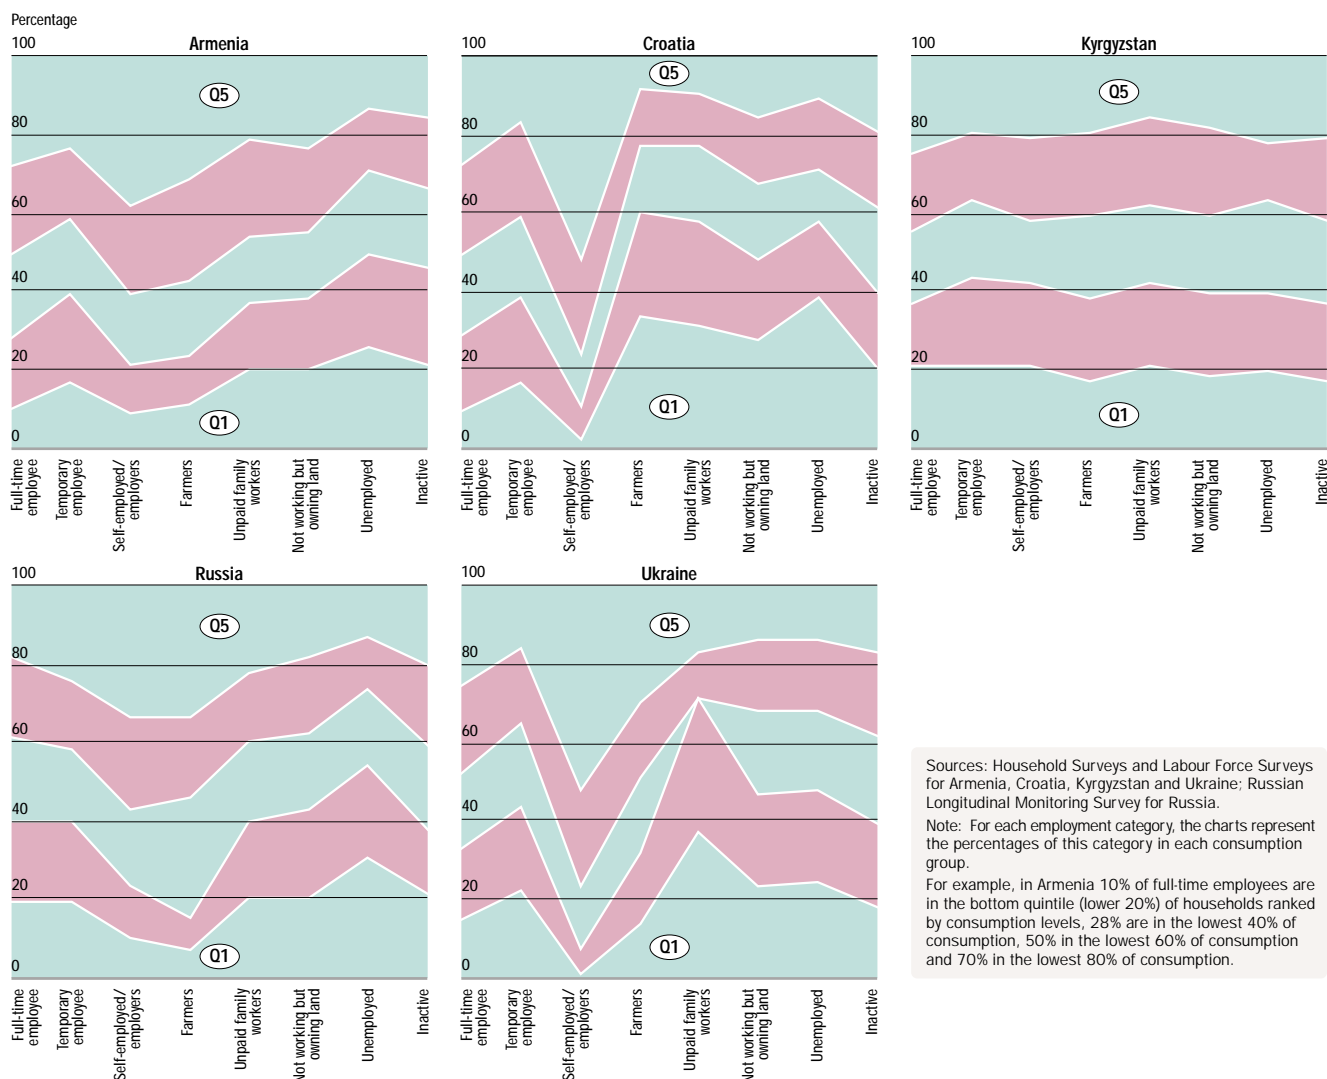 Percentage
Armenia
100
80
60
40
20
0
Q5
Q1
Full-time
employee
Temporary
employee
Self-employed/
employers
Farmers
Unpaid family
workers
Not working but
owning land
Unemployed
Inactive
Croatia
100
80
60
40
20
0
Q5
Q1
Full-time
employee
Temporary
employee
Self-employed/
employers
Farmers
Unpaid family
workers
Not working but
owning land
Unemployed
Inactive
Kyrgyzstan
100
80
60
40
20
0
Q5
Q1
Full-time
employee
Temporary
employee
Self-employed/
employers
Farmers
Unpaid family
workers
Not working but
owning land
Unemployed
Inactive
Russia
100
80
60
40
20
0
Q5
Q1
Full-time
employee
Temporary
employee
Self-employed/
employers
Farmers
Unpaid family
workers
Not working but
owning land
Unemployed
Inactive
Ukraine
100
80
60
40
20
0
Q5
Q1
Full-time
employee
Temporary
employee
Self-employed/
employers
Farmers
Unpaid family
workers
Not working but
owning land
Unemployed
Inactive
Sources: Household Surveys and Labour Force Surveys
for Armenia, Croatia, Kyrgyzstan and Ukraine; Russian
Longitudinal Monitoring Survey for Russia.
Note: For each employment category, the charts represent
the percentages of this category in each consumption
group.
For example, in Armenia 10% of full-time employees are
in the bottom quintile (lower 20%) of households ranked
by consumption levels, 28% are in the lowest 40% of
consumption, 50% in the lowest 60% of consumption
and 70% in the lowest 80% of consumption.